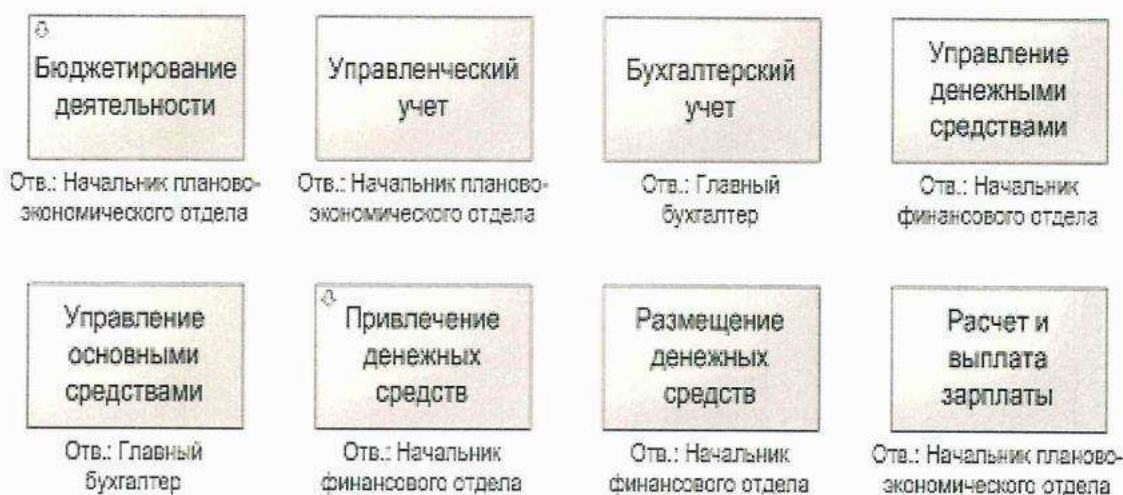 Бюджетирование
деятельности
Отв.: Начальник планово-
экономического отдела
Управленческий
учет
Отв.: Начальник планово-
экономического отдела
Бухгалтерский
учет
Отв.: Главный
бухгалтер
Управление
денежными
средствами
Отв.: Начальник
финансового отдела
Управление
основными
средствами
Отв.: Главный
бухгалтер
Привлечение
денежных
средств
Отв.: Начальник
финансового отдела
Размещение
денежных
средств
Отв.: Начальник
финансового отдела
Расчет и
выплата
зарплаты
Отв.: Начальник планово-
экономического отдела